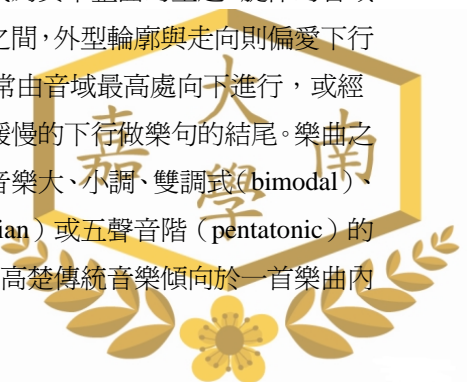 之間，外型輪廓與走向則偏愛下行
常由音域最高處向下進行，或經
緩慢的下行做樂句的結尾。樂曲之
音樂大、小調、雙調式（bimodal）、
ian）或五聲音階（pentatonic）的
高楚傳統音樂傾向於一首樂曲內
嘉南
大學